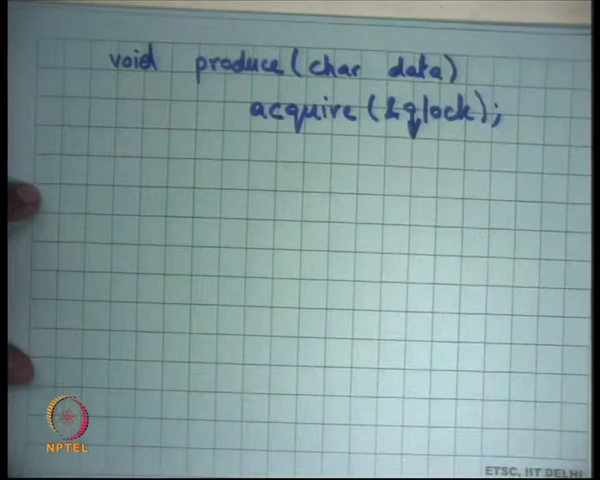 void produce(char data)
acquire(&qlock);
NPTEL
ETSC, IIT DELHI